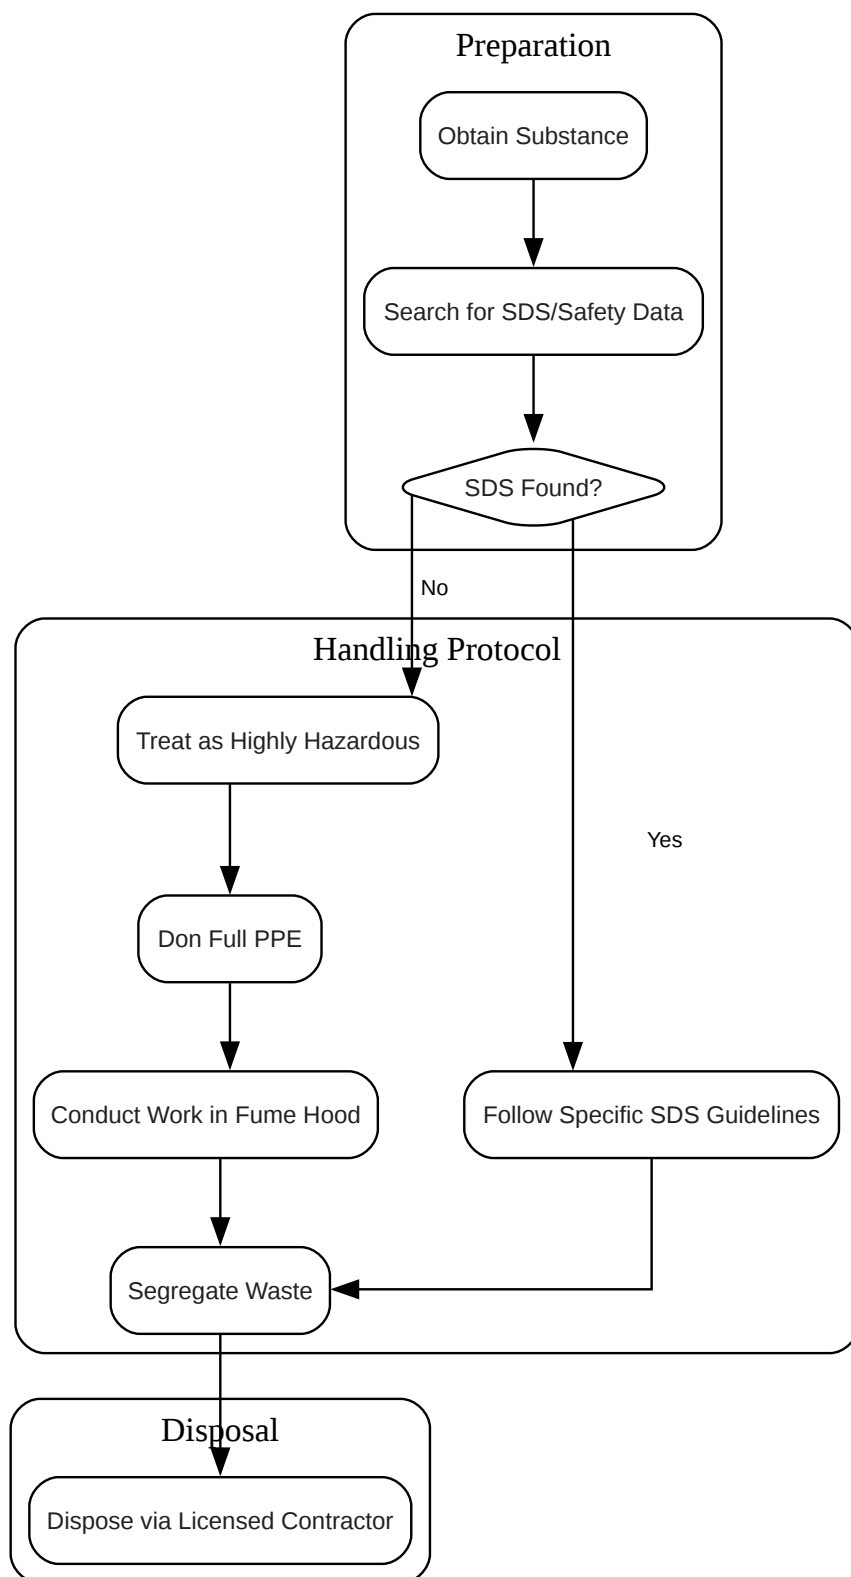 Preparation
Obtain Substance
Search for SDS/Safety Data
SDS Found?
No
Handling Protocol
Treat as Highly Hazardous
Yes
Don Full PPE
Conduct Work in Fume Hood
Follow Specific SDS Guidelines
Segregate Waste
Disposal
Dispose via Licensed Contractor